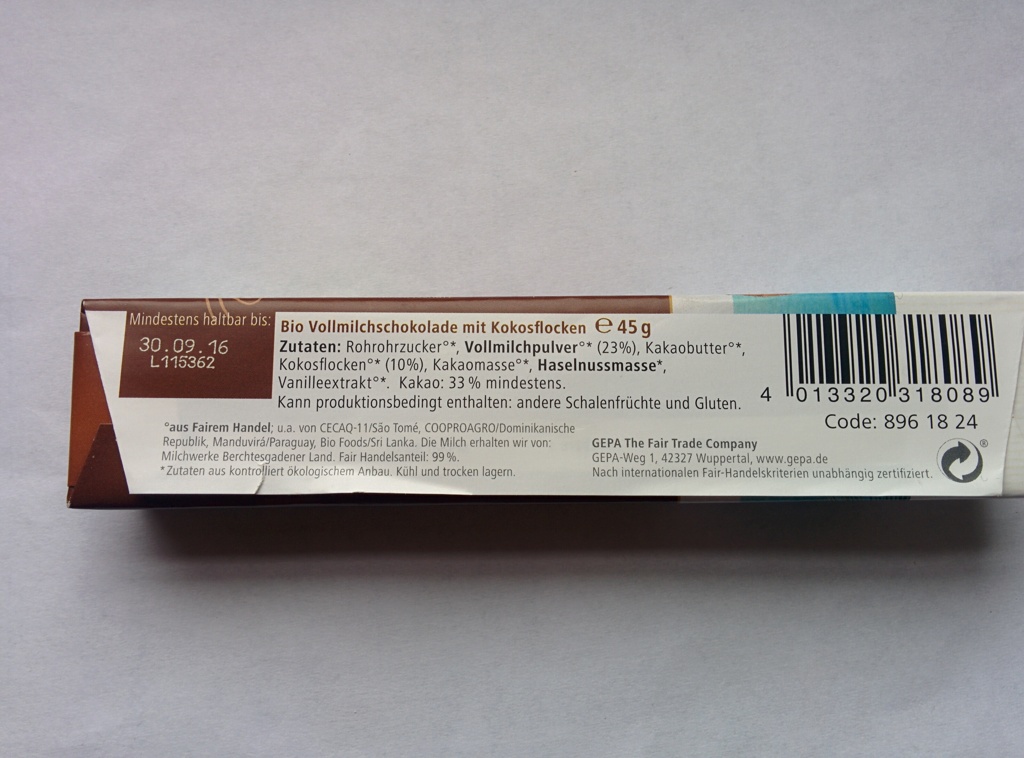 Mindestens haltbar bis:
30.09.16
L115362
Bio Vollmilchschokolade mit Kokosflocken ℮ 45 g
Zutaten: Rohrohrzucker°*, Vollmilchpulver°* (23%), Kakaobutter°*,
Kokosflocken°* (10%), Kakaomasse°*, Haselnussmasse*,
Vanilleextrakt°*. Kakao: 33 % mindestens.
Kann produktionsbedingt enthalten: andere Schalenfrüchte und Gluten.
°aus Fairem Handel; u.a. von CECAQ-11/São Tomé, COOPROAGRO/Dominikanische
Republik, Manduvirá/Paraguay, Bio Foods/Sri Lanka. Die Milch erhalten wir von:
Milchwerke Berchtesgadener Land. Fair Handelsanteil: 99 %.
*Zutaten aus kontrolliert ökologischem Anbau. Kühl und trocken lagern.
GEPA The Fair Trade Company
GEPA-Weg 1, 42327 Wuppertal, www.gepa.de
Nach internationalen Fair-Handelskriterien unabhängig zertifiziert.
4 013320 318089
Code: 896 18 24
®